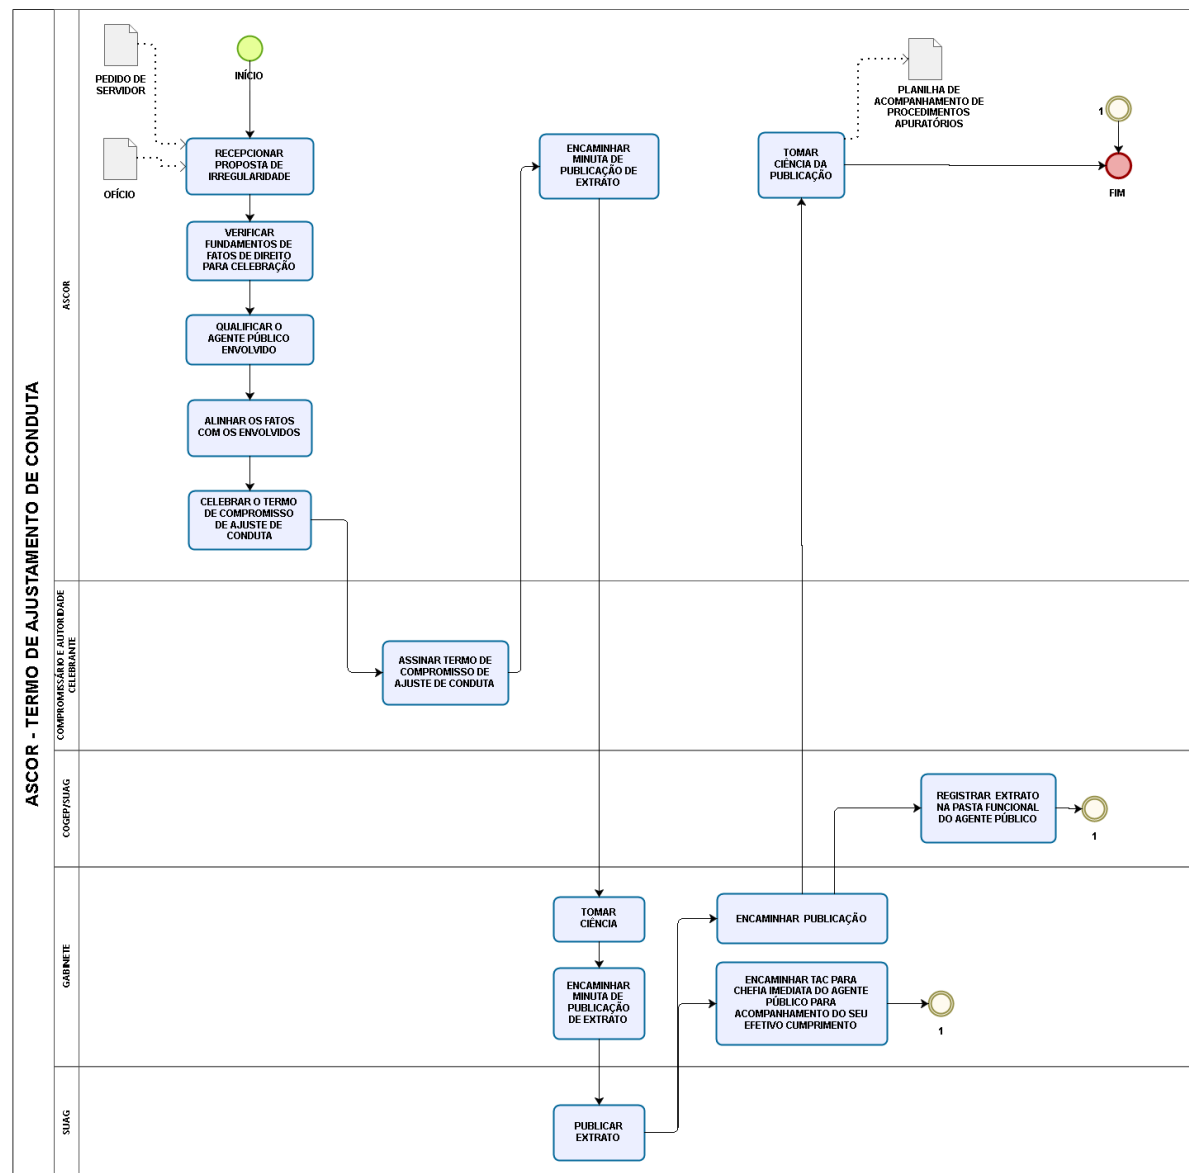 ASCOR - TERMO DE AJUSTAMENTO DE CONDUTA
ASCOR
PEDIDO DE
SERVIDOR
OFÍCIO
INÍCIO
RECEPCIONAR
PROPOSTA DE
IRREGULARIDADE
VERIFICAR
FUNDAMENTOS DE
FATOS DE DIREITO
PARA CELEBRAÇÃO
QUALIFICAR O
AGENTE PÚBLICO
ENVOLVIDO
ALINHAR OS FATOS
COM OS ENVOLVIDOS
CELEBRAR O TERMO
DE COMPROMISSO
DE AJUSTE DE
CONDUTA
ENCAMINHAR
MINUTA DE
PUBLICAÇÃO DE
EXTRATO
TOMAR
CIÊNCIA DA
PUBLICAÇÃO
PLANILHA DE
ACOMPANHAMENTO DE
PROCEDIMENTOS
APURATÓRIOS
1
FIM
COMPROMISSÁRIO E AUTORIDADE
CELEBRANTE
ASSINAR TERMO DE
COMPROMISSO DE
AJUSTE DE CONDUTA
COGEP/SUAG
REGISTRAR EXTRATO
NA PASTA FUNCIONAL
DO AGENTE PÚBLICO
1
GABINETE
TOMAR
CIÊNCIA
ENCAMINHAR
MINUTA DE
PUBLICAÇÃO
DE EXTRATO
ENCAMINHAR PUBLICAÇÃO
ENCAMINHAR TAC PARA
CHEFIA IMEDIATA DO AGENTE
PÚBLICO PARA
ACOMPANHAMENTO DO SEU
EFETIVO CUMPRIMENTO
1
SUAG
PUBLICAR
EXTRATO